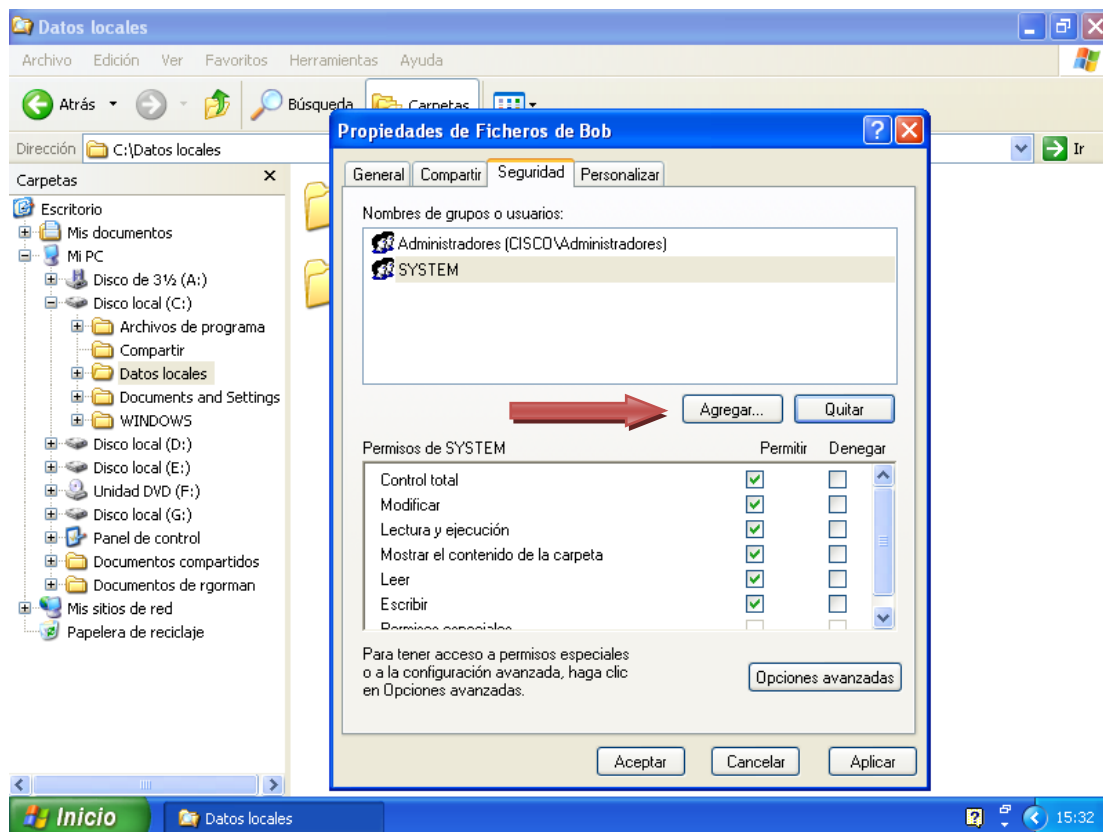 Datos locales
Archivo Edición Ver Favoritos Herramientas Ayuda
Atrás Búsqueda Carpetas
Dirección C:\Datos locales Ir
Carpetas
Escritorio
Mis documentos
Mi PC
Disco de 3½ (A:)
Disco local (C:)
Archivos de programa
Compartir
Datos locales
Documents and Settings
WINDOWS
Disco local (D:)
Disco local (E:)
Unidad DVD (F:)
Disco local (G:)
Panel de control
Documentos compartidos
Documentos de rgorman
Mis sitios de red
Papelera de reciclaje
Propiedades de Ficheros de Bob
General Compartir Seguridad Personalizar
Nombres de grupos o usuarios:
Administradores (CISCO\Administradores)
SYSTEM
Agregar... Quitar
Permisos de SYSTEM Permitir Denegar
Control total
Modificar
Lectura y ejecución
Mostrar el contenido de la carpeta
Leer
Escribir
Permisos especiales
Para tener acceso a permisos especiales
o a la configuración avanzada, haga clic
en Opciones avanzadas.
Opciones avanzadas
Aceptar Cancelar Aplicar
Inicio Datos locales 15:32